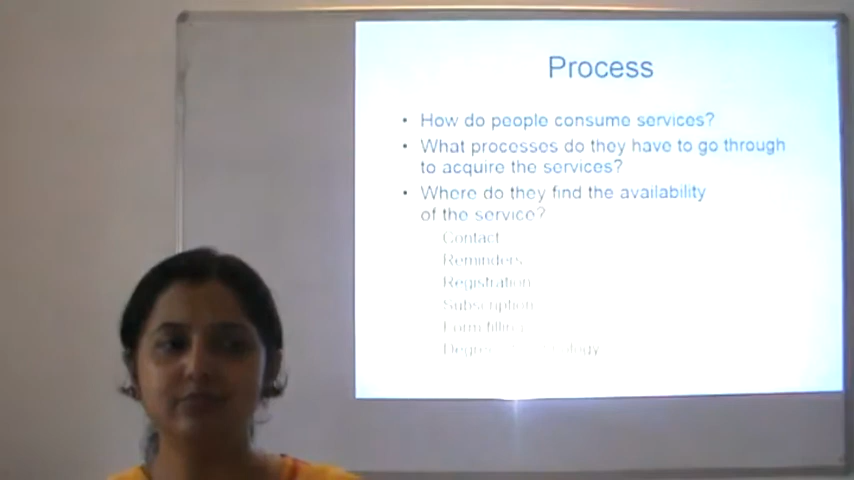 Process
• How do people consume services?
• What processes do they have to go through
to acquire the services?
• Where do they find the availability
of the service?
Contact
Reminders
Registration
Subscription
Form filling